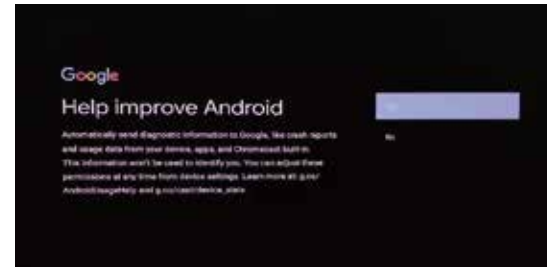 Google
Help improve Android
Automatically send diagnostic information to Google, like crash reports
and usage data from your device, apps, and Chromecast built-in.
This information won't be used to identify you. You can adjust these
permissions at any time from device settings. Learn more at g.co/
AndroidUsageHelp and g.co/cast/device_stats
No